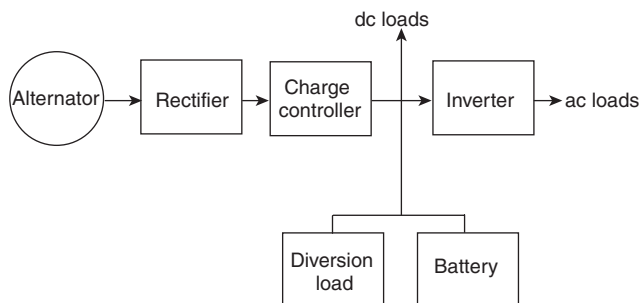 dc loads
Alternator
Rectifier
Charge
controller
Inverter
ac loads
Diversion
load
Battery